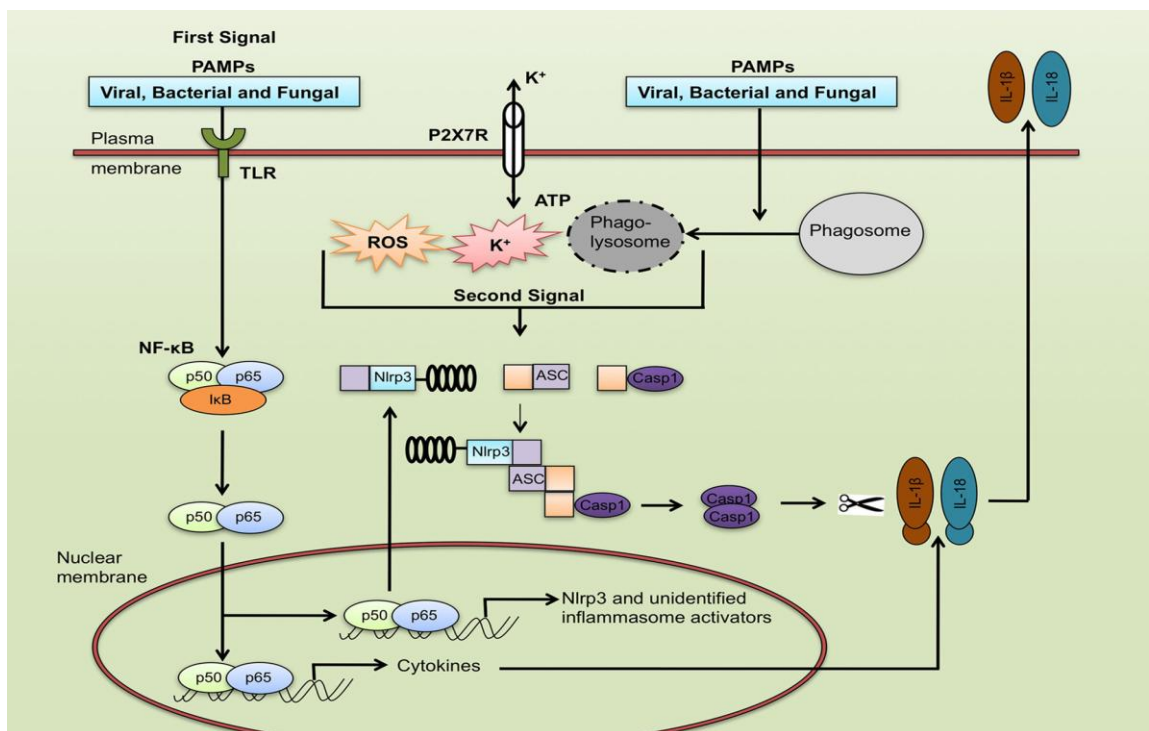 First Signal
PAMPs
Viral, Bacterial and Fungal
Plasma
membrane
TLR
K⁺
P2X7R
ATP
PAMPs
Viral, Bacterial and Fungal
IL-1β
IL-18
ROS
K⁺
Phago-
lysosome
Phagosome
Second Signal
NF-κB
p50
p65
IκB
Nlrp3
ASC
Casp1
Nlrp3
ASC
Casp1
Casp1
Casp1
IL-1β
IL-18
p50
p65
Nuclear
membrane
p50
p65
Nlrp3 and unidentified
inflammasome activators
p50
p65
Cytokines